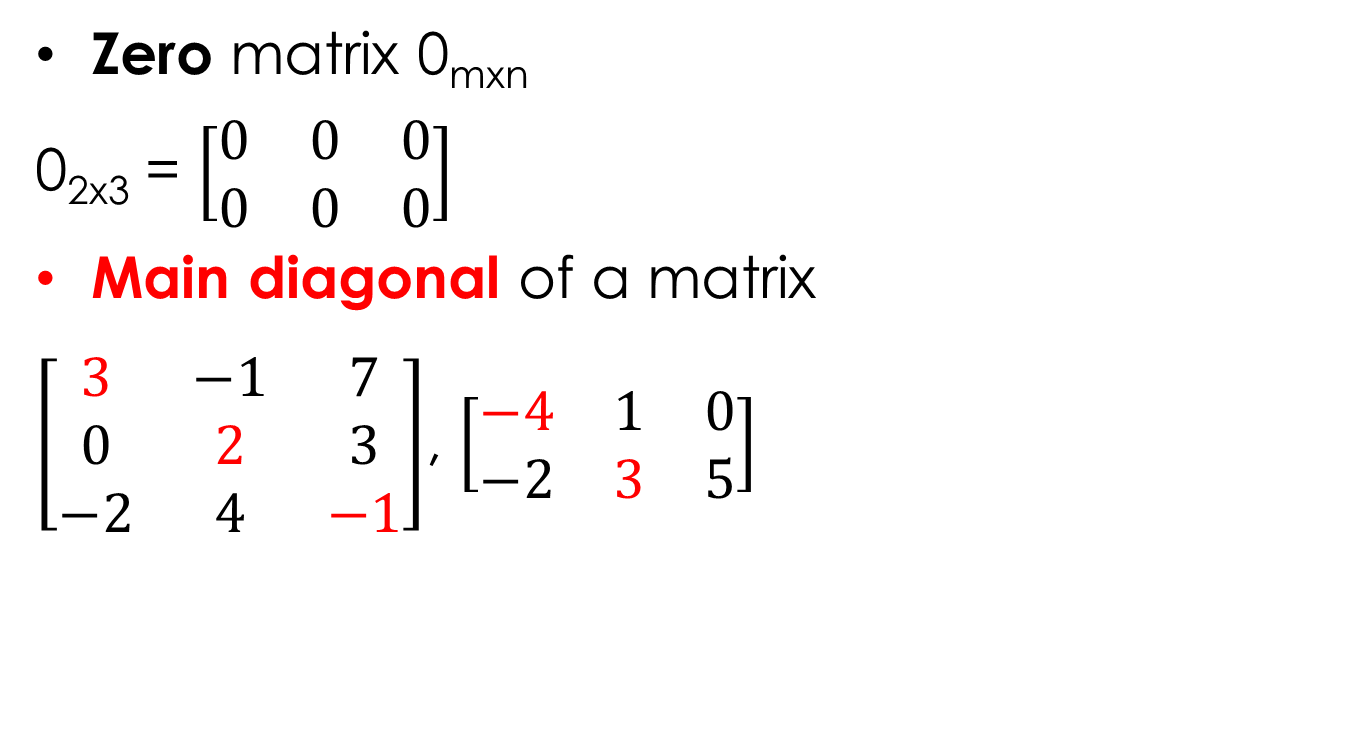 • Zero matrix 0mxn
02x3 = [0 0 0
0 0 0]
• Main diagonal of a matrix
[3 −1 7
0 2 3
−2 4 −1] , [−4 1 0
−2 3 5]